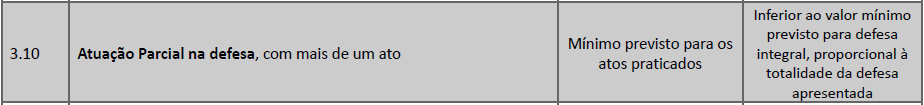 3.10
Atuação Parcial na defesa, com mais de um ato
Mínimo previsto para os
atos praticados
Inferior ao valor mínimo
previsto para defesa
integral, proporcional à
totalidade da defesa
apresentada